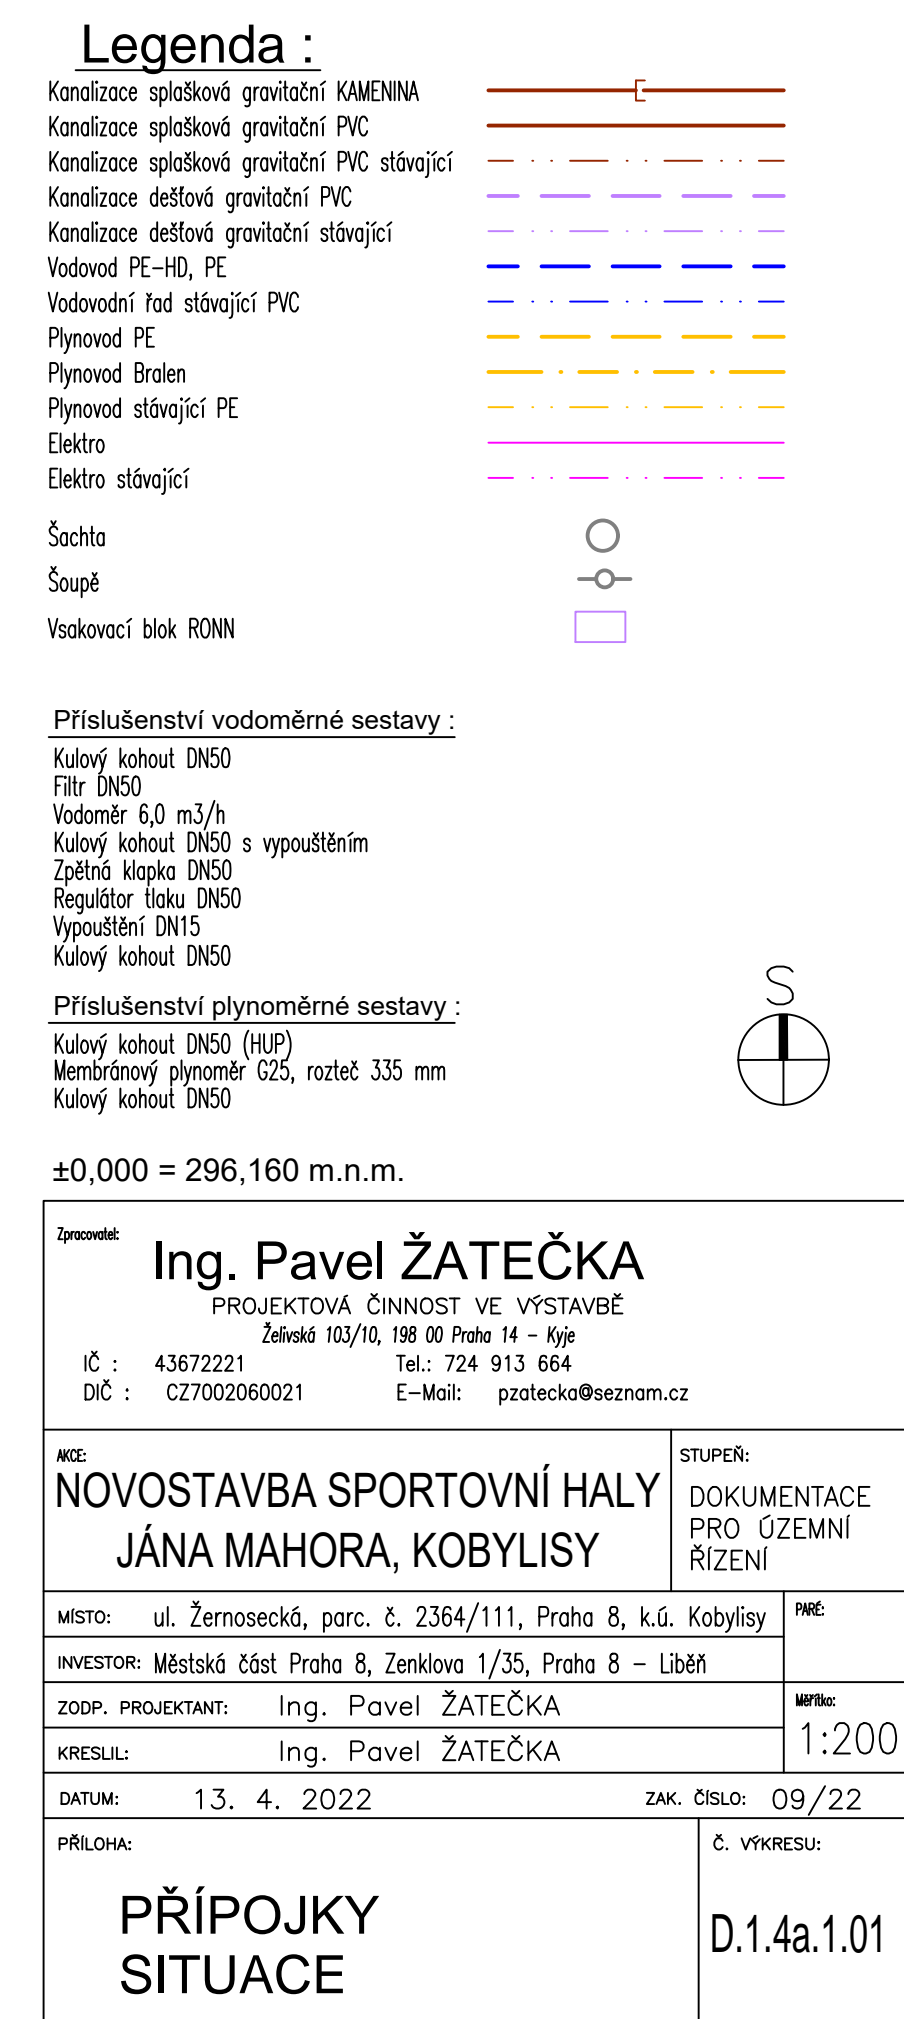 Legenda :
Kanalizace splašková gravitační KAMENINA
Kanalizace splašková gravitační PVC
Kanalizace splašková gravitační PVC stávající
Kanalizace dešťová gravitační PVC
Kanalizace dešťová gravitační stávající
Vodovod PE-HD, PE
Vodovodní řad stávající PVC
Plynovod PE
Plynovod Bralen
Plynovod stávající PE
Elektro
Elektro stávající
Šachta
Šoupě
Vsakovací blok RONN
Příslušenství vodoměrné sestavy :
Kulový kohout DN50
Filtr DN50
Vodoměr 6,0 m3/h
Kulový kohout DN50 s vypouštěním
Zpětná klapka DN50
Regulátor tlaku DN50
Vypouštění DN15
Kulový kohout DN50
S
Příslušenství plynoměrné sestavy :
Kulový kohout DN50 (HUP)
Membránový plynoměr G25, rozteč 335 mm
Kulový kohout DN50
±0,000 = 296,160 m.n.m.
Zpracovatel:
Ing. Pavel ŽATEČKA
PROJEKTOVÁ ČINNOST VE VÝSTAVBĚ
Želivská 103/10, 198 00 Praha 14 - Kyje
IČ : 43672221 Tel.: 724 913 664
DIČ : CZ7002060021 E-Mail: pzatecka@seznam.cz
AKCE:
NOVOSTAVBA SPORTOVNÍ HALY
JÁNA MAHORA, KOBYLISY
STUPEŇ:
DOKUMENTACE
PRO ÚZEMNÍ
ŘÍZENÍ
MÍSTO: ul. Žernosecká, parc. č. 2364/111, Praha 8, k.ú. Kobylisy
PARÉ:
INVESTOR: Městská část Praha 8, Zenklova 1/35, Praha 8 - Liběň
ZODP. PROJEKTANT: Ing. Pavel ŽATEČKA
Měřítko:
1:200
KRESLIL: Ing. Pavel ŽATEČKA
DATUM: 13. 4. 2022 ZAK. ČÍSLO: 09/22
PŘÍLOHA:
PŘÍPOJKY
SITUACE
Č. VÝKRESU:
D.1.4a.1.01